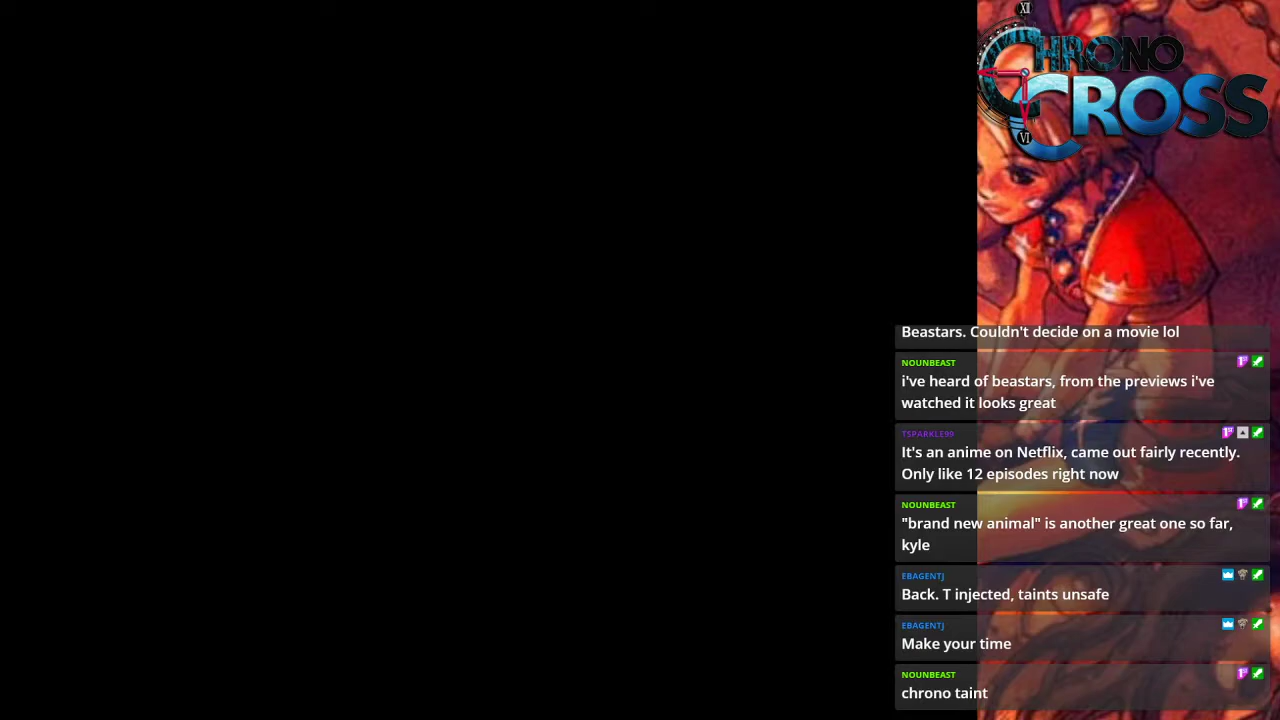 XII
CHRONO
CROSS
VI
Beastars. Couldn't decide on a movie lol
NOUNBEAST
i've heard of beastars, from the previews i've
watched it looks great
TSPARKLE99
It's an anime on Netflix, came out fairly recently.
Only like 12 episodes right now
NOUNBEAST
"brand new animal" is another great one so far,
kyle
EBAGENTJ
Back. T injected, taints unsafe
EBAGENTJ
Make your time
NOUNBEAST
chrono taint